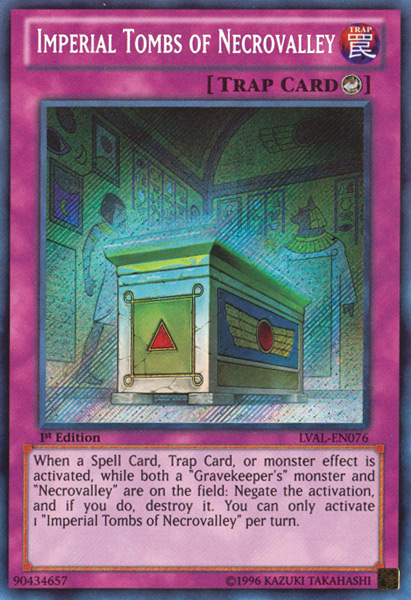 IMPERIAL TOMBS OF NECROVALLEY
TRAP
罠
[TRAP CARD]
1st Edition
LVAL-EN076
When a Spell Card, Trap Card, or monster effect is
activated, while both a "Gravekeeper's" monster and
"Necrovalley" are on the field: Negate the activation,
and if you do, destroy it. You can only activate
1 "Imperial Tombs of Necrovalley" per turn.
90434657
©1996 KAZUKI TAKAHASHI